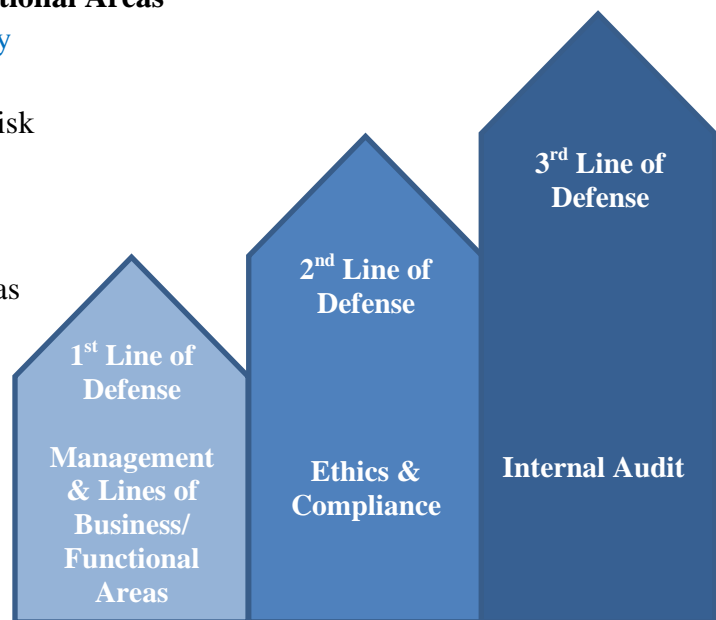 tional Areas
y
isk
as
1st Line of
Defense
Management
& Lines of
Business/
Functional
Areas
2nd Line of
Defense
Ethics &
Compliance
3rd Line of
Defense
Internal Audit